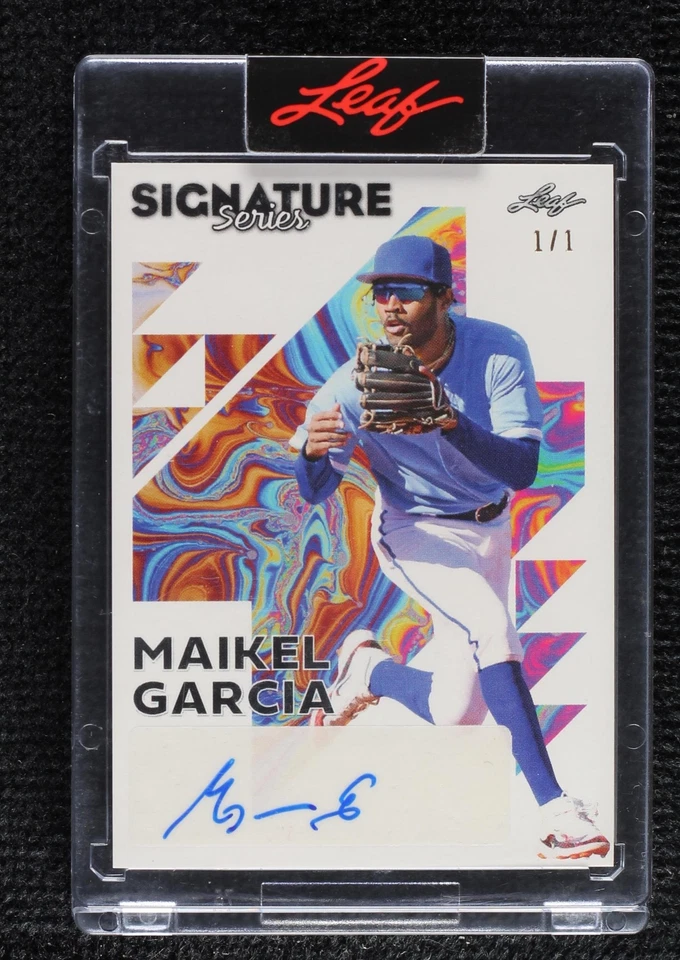 Leaf
SIGNATURE
Series
Leaf
1/1
MAIKEL
GARCIA